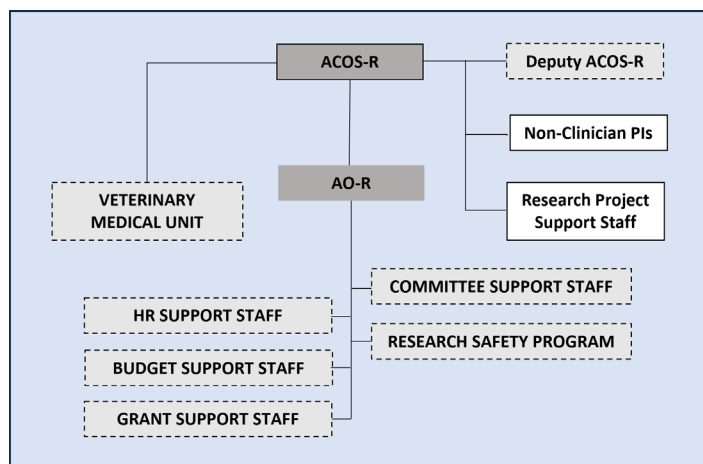 ACOS-R
Deputy ACOS-R
Non-Clinician PIs
AO-R
VETERINARY
MEDICAL UNIT
Research Project
Support Staff
COMMITTEE SUPPORT STAFF
HR SUPPORT STAFF
RESEARCH SAFETY PROGRAM
BUDGET SUPPORT STAFF
GRANT SUPPORT STAFF